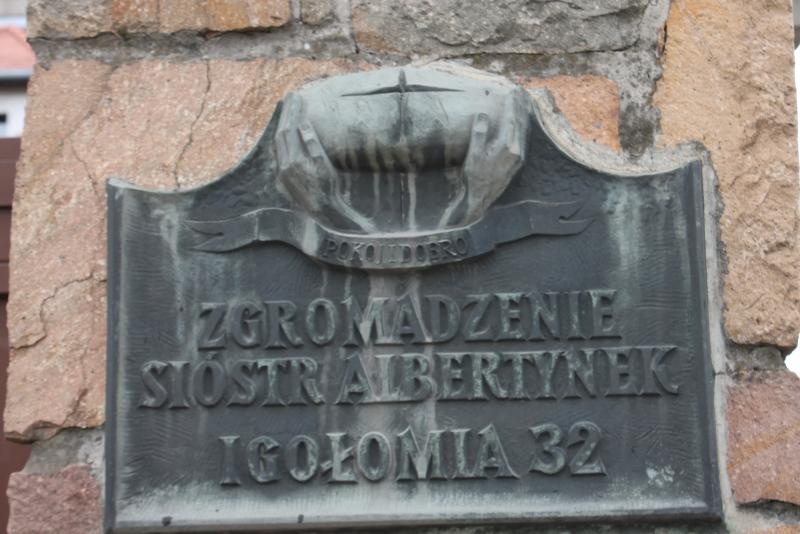 POKÓJ I DOBRO
ZGROMADZENIE
SIÓSTR ALBERTYNEK
IGOŁOMIA 32